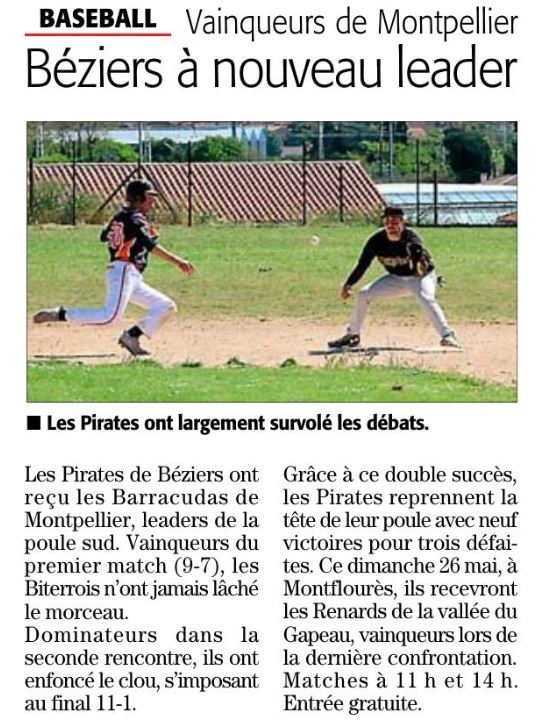 BASEBALL Vainqueurs de Montpellier
Béziers à nouveau leader
■ Les Pirates ont largement survolé les débats.
Les Pirates de Béziers ont
reçu les Barracudas de
Montpellier, leaders de la
poule sud. Vainqueurs du
premier match (9-7), les
Biterrois n'ont jamais lâché
le morceau.
Dominateurs dans la
seconde rencontre, ils ont
enfoncé le clou, s'imposant
au final 11-1.
Grâce à ce double succès,
les Pirates reprennent la
tête de leur poule avec neuf
victoires pour trois défai-
tes. Ce dimanche 26 mai, à
Montflourès, ils recevront
les Renards de la vallée du
Gapeau, vainqueurs lors de
la dernière confrontation.
Matches à 11 h et 14 h.
Entrée gratuite.